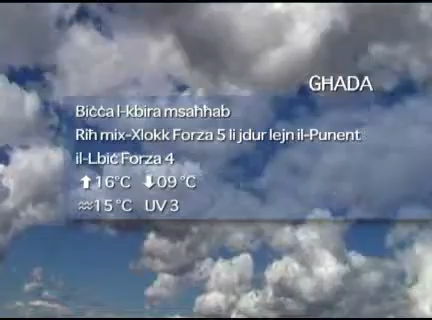 GĦADA
Biċċa l-kbira msaħħab
Riħ mix-Xlokk Forza 5 li jdur lejn il-Punent
il-Lbiċ Forza 4
⬆16°C ⬇09°C
15°C UV 3